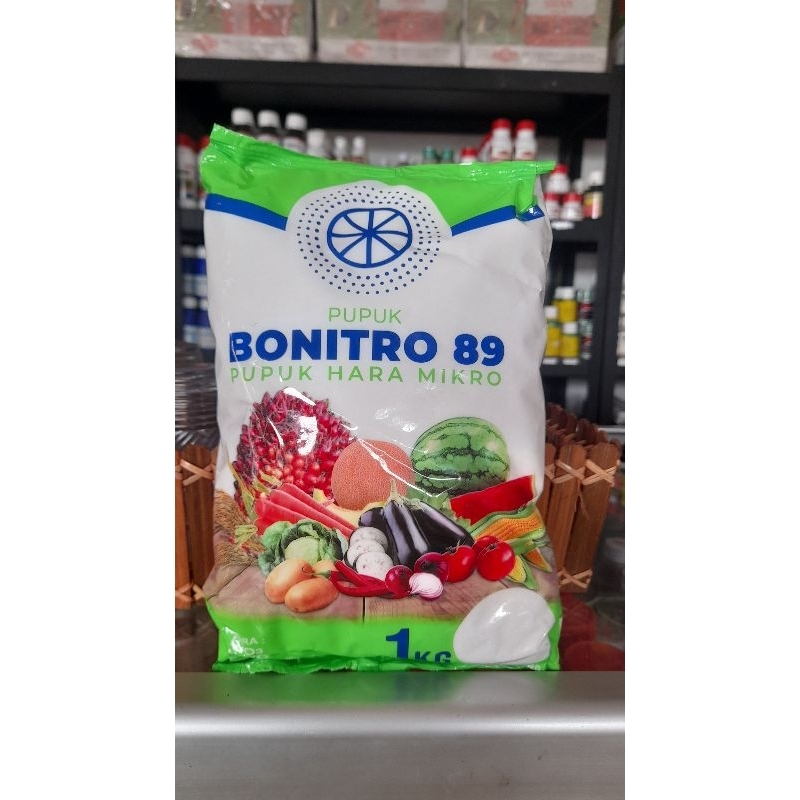 PUPUK
BONITRO 89
PUPUK HARA MIKRO
1KG